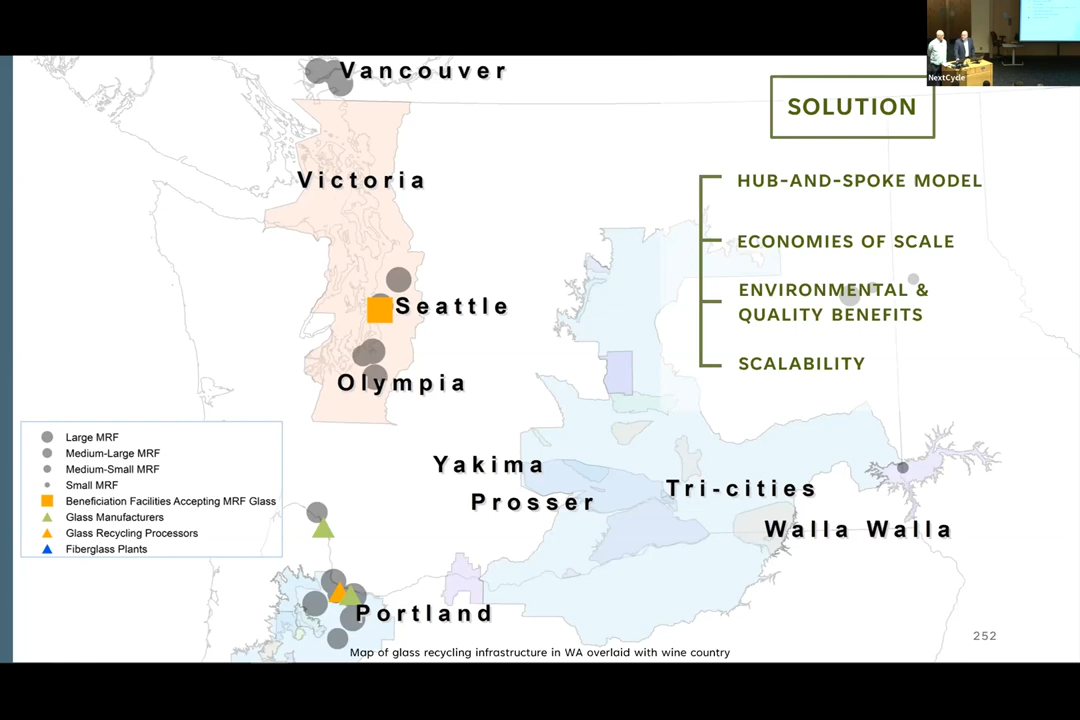 Vancouver
NextCycle
SOLUTION
Victoria
HUB-AND-SPOKE MODEL
ECONOMIES OF SCALE
ENVIRONMENTAL &
QUALITY BENEFITS
SCALABILITY
Seattle
Olympia
Large MRF
Medium-Large MRF
Medium-Small MRF
Small MRF
Beneficiation Facilities Accepting MRF Glass
Glass Manufacturers
Glass Recycling Processors
Fiberglass Plants
Yakima
Prosser
Tri-cities
Walla Walla
Portland
252
Map of glass recycling infrastructure in WA overlaid with wine country